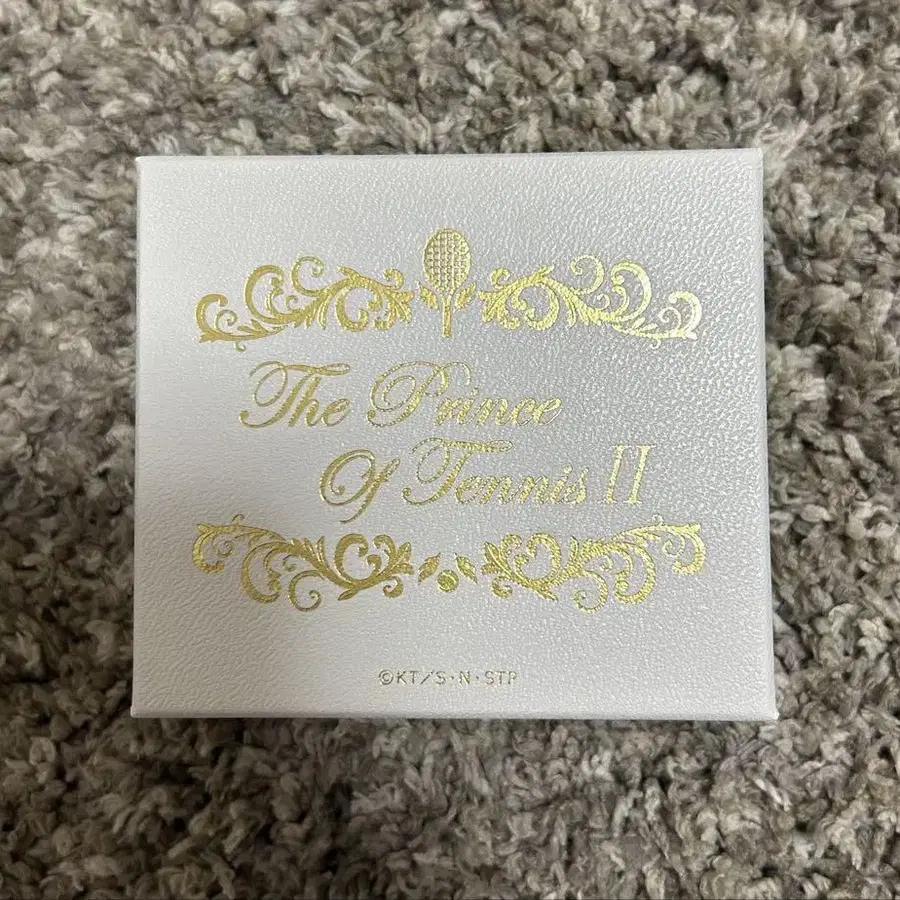 The Prince
Of Tennis II
©KT/S·N·STP